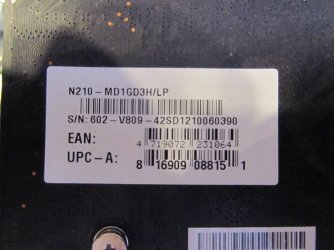 N210-MD1GD3H/LP
S/N: 602-V809-42SD1210060390
EAN: 4 719072 231064
UPC-A: 8 16909 08815 1